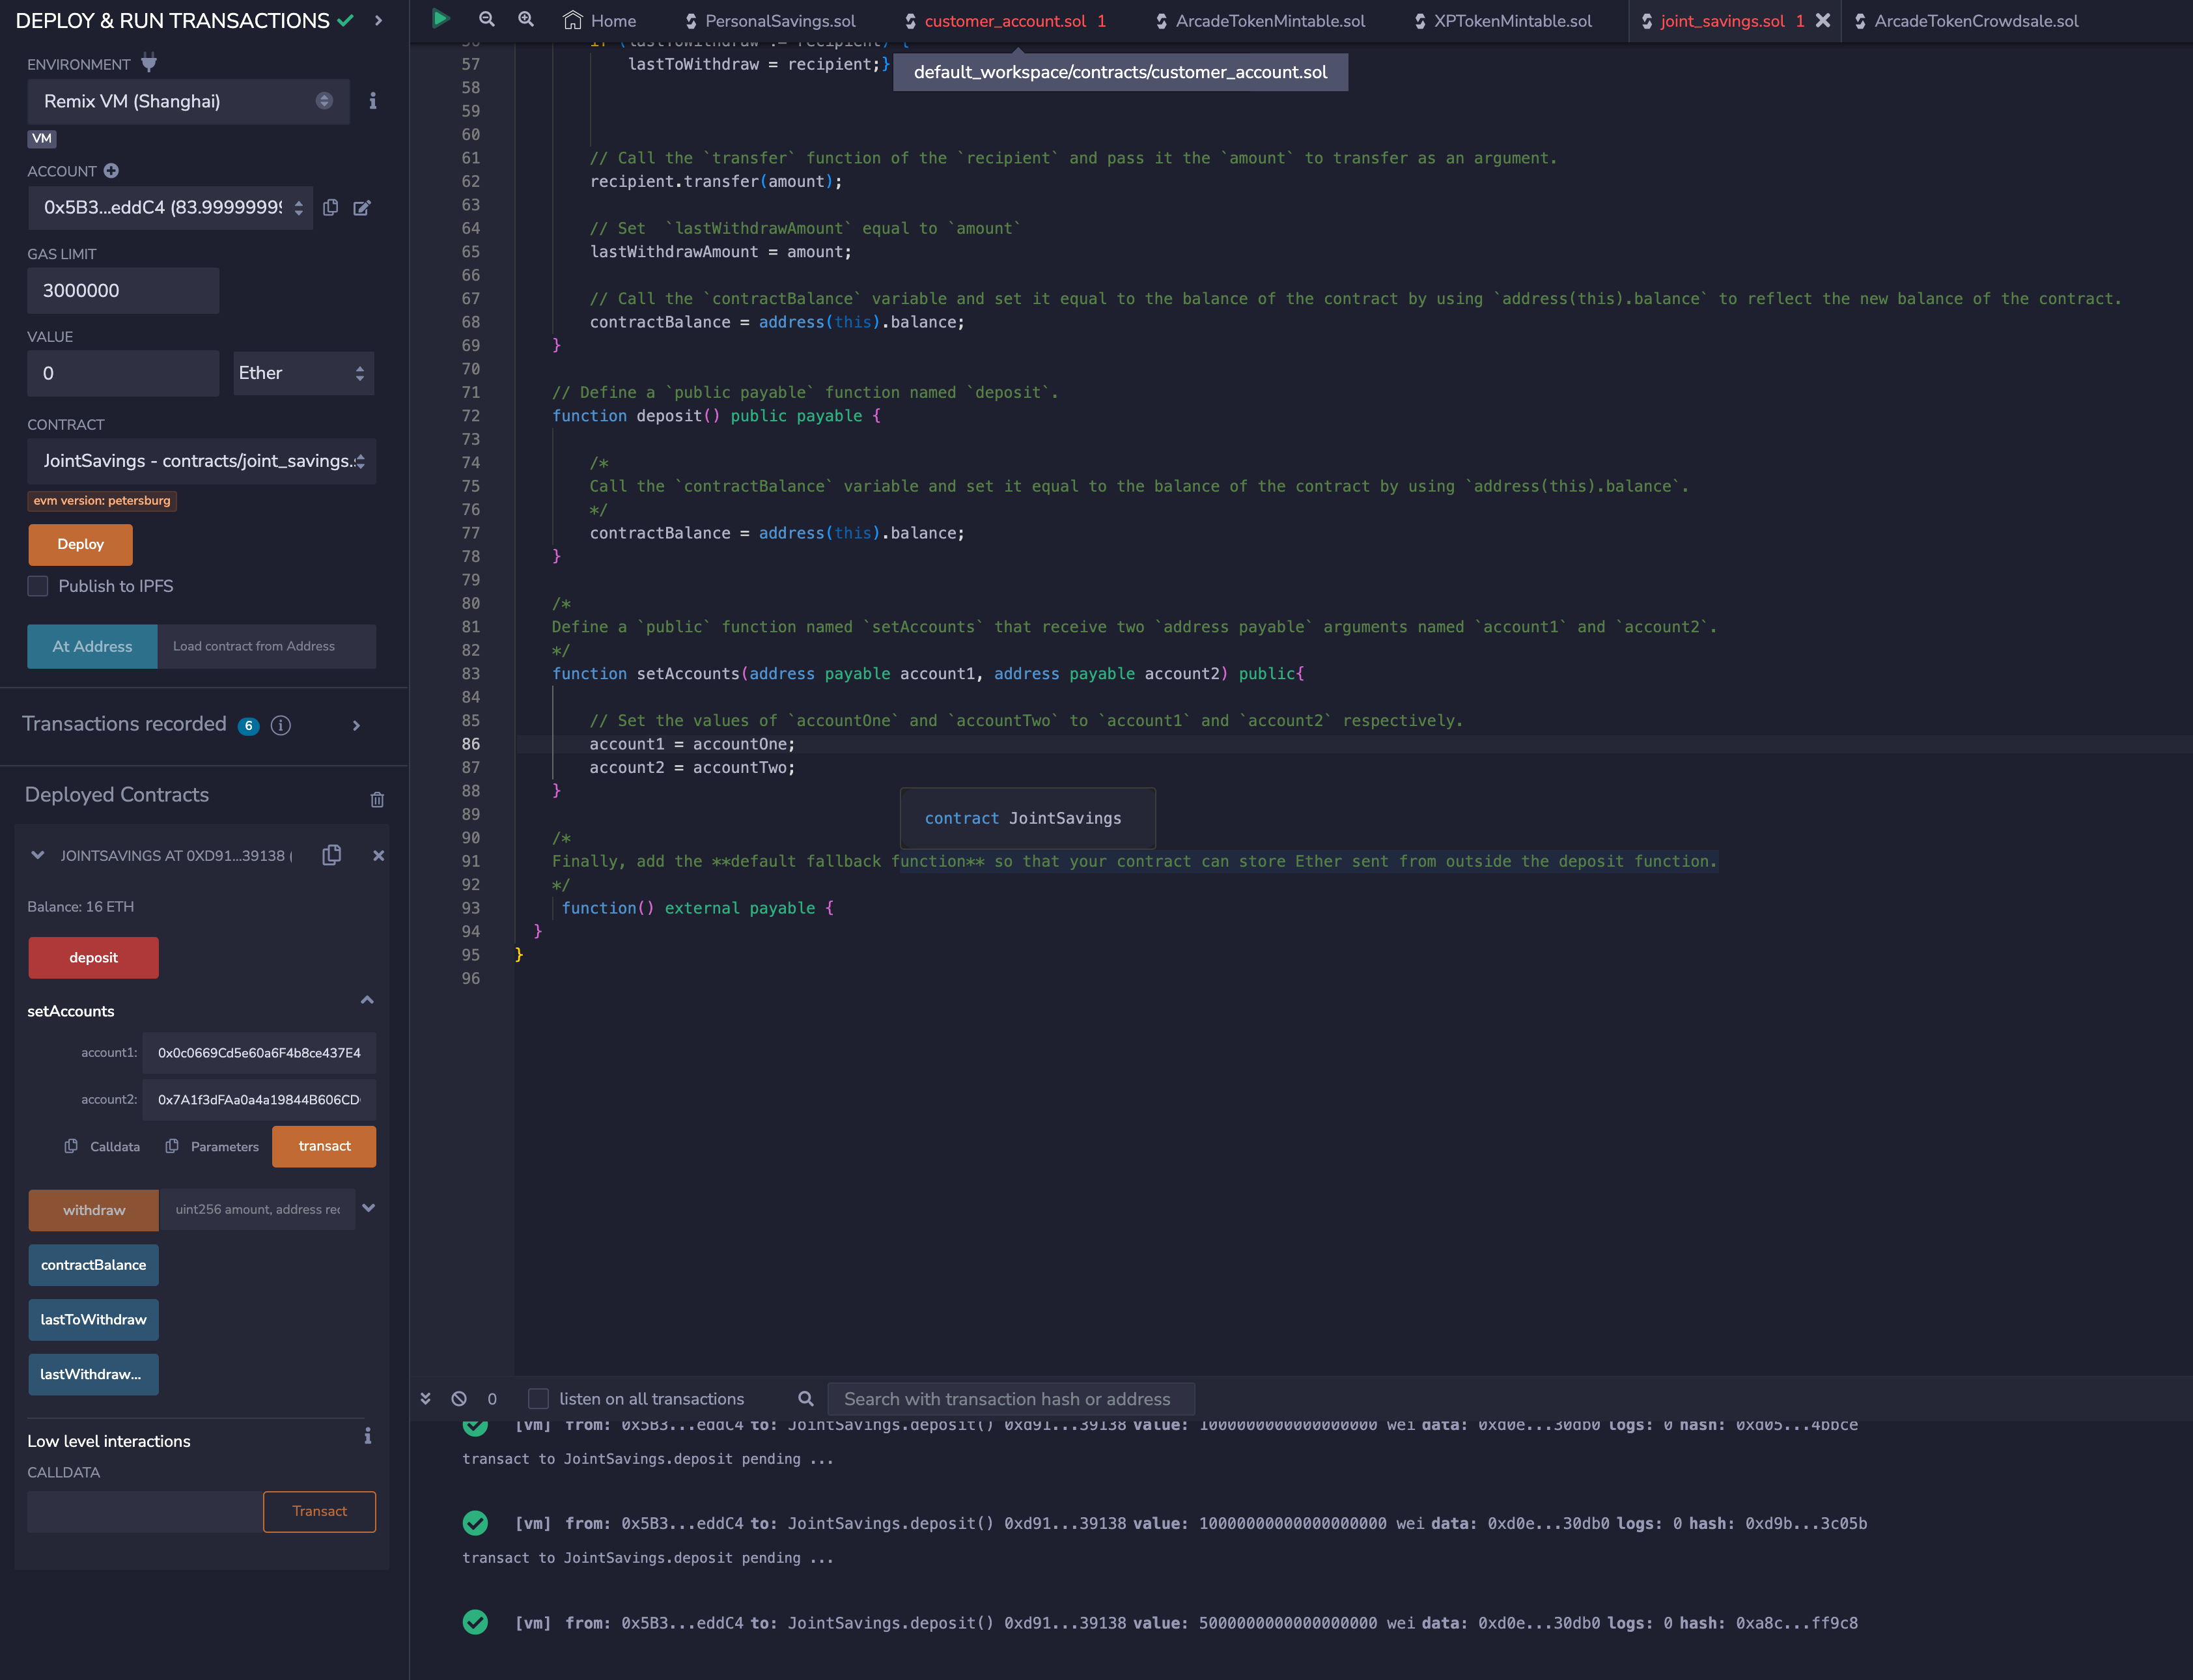 DEPLOY & RUN TRANSACTIONS
ENVIRONMENT
Remix VM (Shanghai)
VM
ACCOUNT
0x5B3...eddC4 (83.99999999
GAS LIMIT
3000000
VALUE
0
Ether
CONTRACT
JointSavings - contracts/joint_savings.
evm version: petersburg
Deploy
Publish to IPFS
At Address
Load contract from Address
Transactions recorded 6
Deployed Contracts
JOINTSAVINGS AT 0XD91...39138 (
Balance: 16 ETH
deposit
setAccounts
account1: 0x0c0669Cd5e60a6F4b8ce437E4
account2: 0x7A1f3dFAa0a4a19844B606CD
Calldata
Parameters
transact
withdraw
uint256 amount, address rec
contractBalance
lastToWithdraw
lastWithdraw...
Low level interactions
CALLDATA
Transact
Home
PersonalSavings.sol
customer_account.sol 1
ArcadeTokenMintable.sol
XPTokenMintable.sol
joint_savings.sol 1
ArcadeTokenCrowdsale.sol
default_workspace/contracts/customer_account.sol
56 if (lastToWithdraw != recipient) {
57 lastToWithdraw = recipient;}
58
59
60
61 // Call the `transfer` function of the `recipient` and pass it the `amount` to transfer as an argument.
62 recipient.transfer(amount);
63
64 // Set  `lastWithdrawAmount` equal to `amount`
65 lastWithdrawAmount = amount;
66
67 // Call the `contractBalance` variable and set it equal to the balance of the contract by using `address(this).balance` to reflect the new balance of the contract.
68 contractBalance = address(this).balance;
69 }
70
71 // Define a `public payable` function named `deposit`.
72 function deposit() public payable {
73
74 /*
75 Call the `contractBalance` variable and set it equal to the balance of the contract by using `address(this).balance`.
76 */
77 contractBalance = address(this).balance;
78 }
79
80 /*
81 Define a `public` function named `setAccounts` that receive two `address payable` arguments named `account1` and `account2`.
82 */
83 function setAccounts(address payable account1, address payable account2) public{
84
85 // Set the values of `accountOne` and `accountTwo` to `account1` and `account2` respectively.
86 account1 = accountOne;
87 account2 = accountTwo;
88 }
89
contract JointSavings
90 /*
91 Finally, add the **default fallback function** so that your contract can store Ether sent from outside the deposit function.
92 */
93 function() external payable {
94 }
95 }
96
0
listen on all transactions
Search with transaction hash or address
[vm] from: 0x5B3...eddC4 to: JointSavings.deposit() 0xd91...39138 value: 1000000000000000000 wei data: 0xd0e...30db0 logs: 0 hash: 0xd05...4bbce
transact to JointSavings.deposit pending ...
[vm] from: 0x5B3...eddC4 to: JointSavings.deposit() 0xd91...39138 value: 10000000000000000000 wei data: 0xd0e...30db0 logs: 0 hash: 0xd9b...3c05b
transact to JointSavings.deposit pending ...
[vm] from: 0x5B3...eddC4 to: JointSavings.deposit() 0xd91...39138 value: 5000000000000000000 wei data: 0xd0e...30db0 logs: 0 hash: 0xa8c...ff9c8